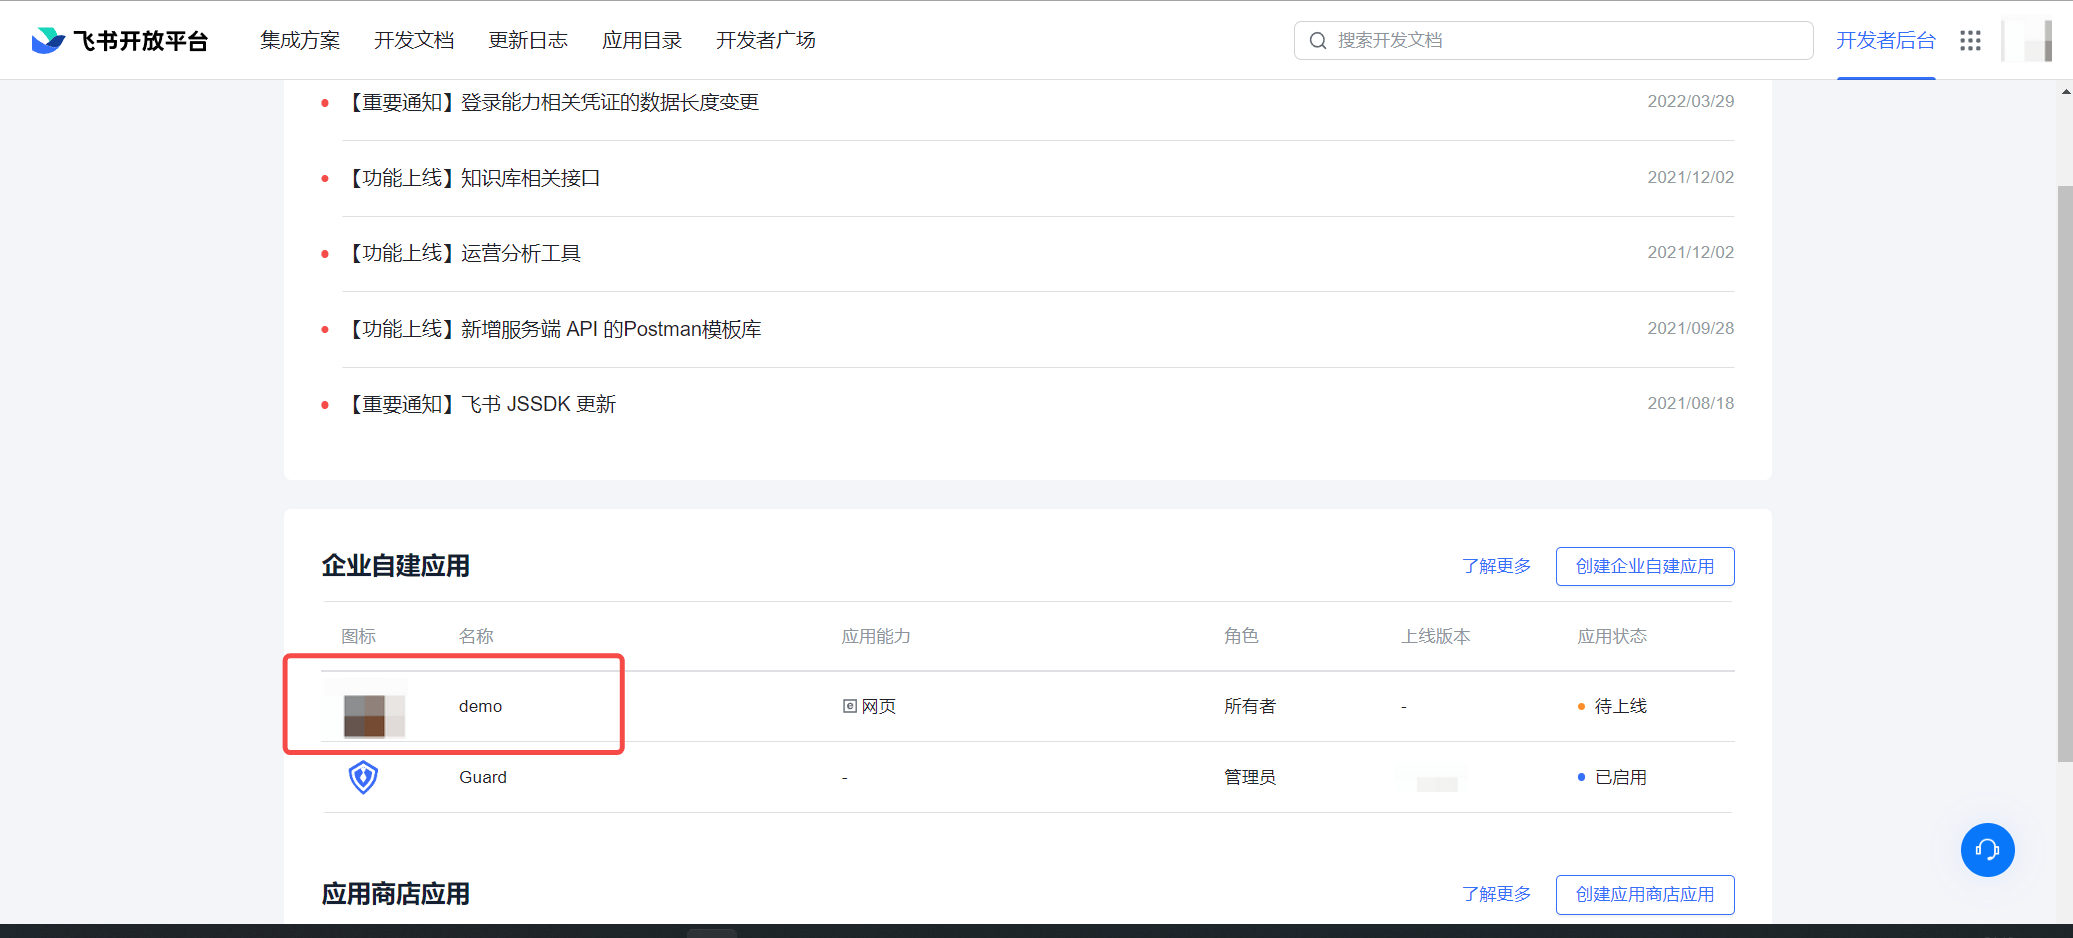 飞书开放平台 集成方案 开发文档 更新日志 应用目录 开发者广场 搜索开发文档 开发者后台
【重要通知】登录能力相关凭证的数据长度变更 2022/03/29
【功能上线】知识库相关接口 2021/12/02
【功能上线】运营分析工具 2021/12/02
【功能上线】新增服务端 API 的Postman模板库 2021/09/28
【重要通知】飞书 JSSDK 更新 2021/08/18
企业自建应用 了解更多 创建企业自建应用
图标 名称 应用能力 角色 上线版本 应用状态
demo 网页 所有者 - 待上线
Guard - 管理员 已启用
应用商店应用 了解更多 创建应用商店应用